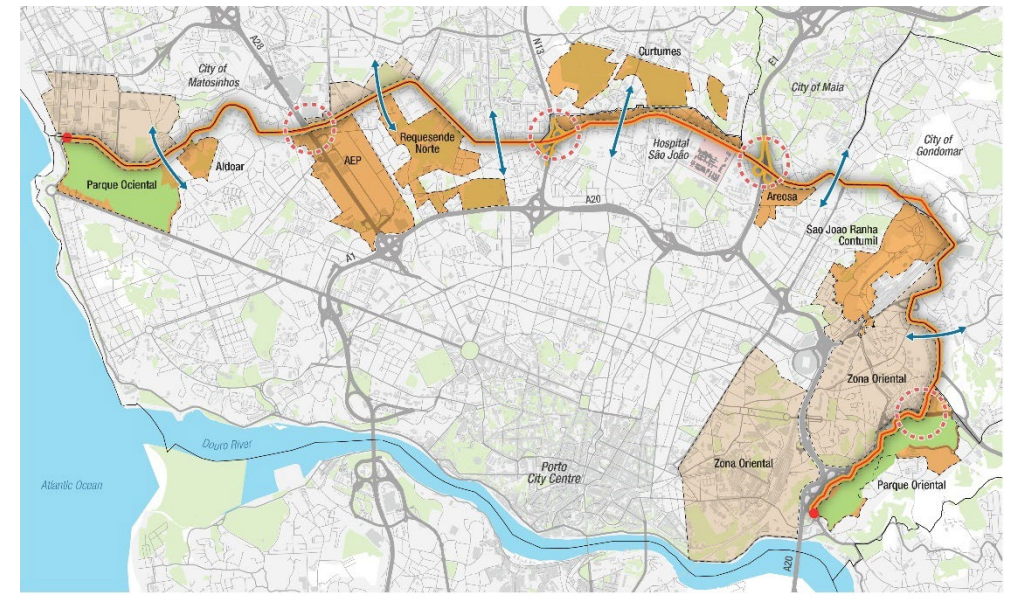 A28
N13
Curtumes
E1
City of
Matosinhos
City of Maia
City of
Gondomar
Requesende
Norte
Hospital
São João
AEP
Aldoar
Parque Ociental
Areosa
A20
Sao Joao Ranha
Contumil
A1
Zona Oriental
Douro River
Porto
City Centre
Zona Oriental
Atlantic Ocean
Parque Oriental
A20